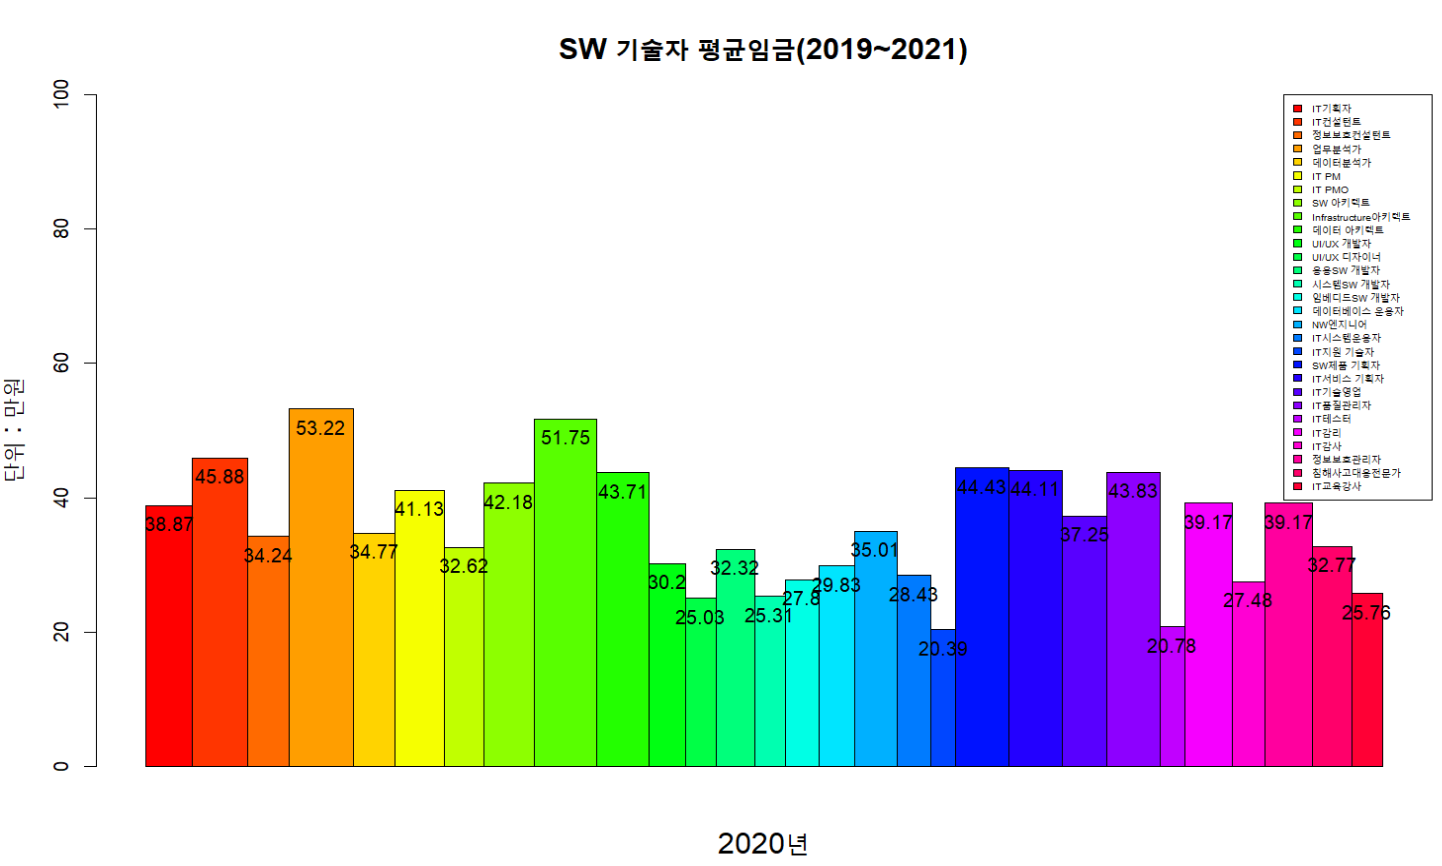 SW 기술자 평균임금(2019~2021)
100
80
60
40
20
0
단위 : 만원
38.87
45.88
34.24
53.22
34.77
41.13
32.62
42.18
51.75
43.71
30.2
25.03
32.32
25.31
27.8
29.83
35.01
28.43
20.39
44.43
44.11
37.25
43.83
20.78
39.17
27.48
39.17
32.77
25.76
IT기획자
IT컨설턴트
정보보호컨설턴트
업무분석가
데이터분석가
IT PM
IT PMO
SW 아키텍트
Infrastructure아키텍트
데이터 아키텍트
UI/UX 개발자
UI/UX 디자이너
응용SW 개발자
시스템SW 개발자
임베디드SW 개발자
데이터베이스 운용자
NW엔지니어
IT시스템운용자
IT지원 기술자
SW제품 기획자
IT서비스 기획자
IT기술영업
IT품질관리자
IT테스터
IT감리
IT감사
정보보호관리자
침해사고대응전문가
IT교육강사
2020년